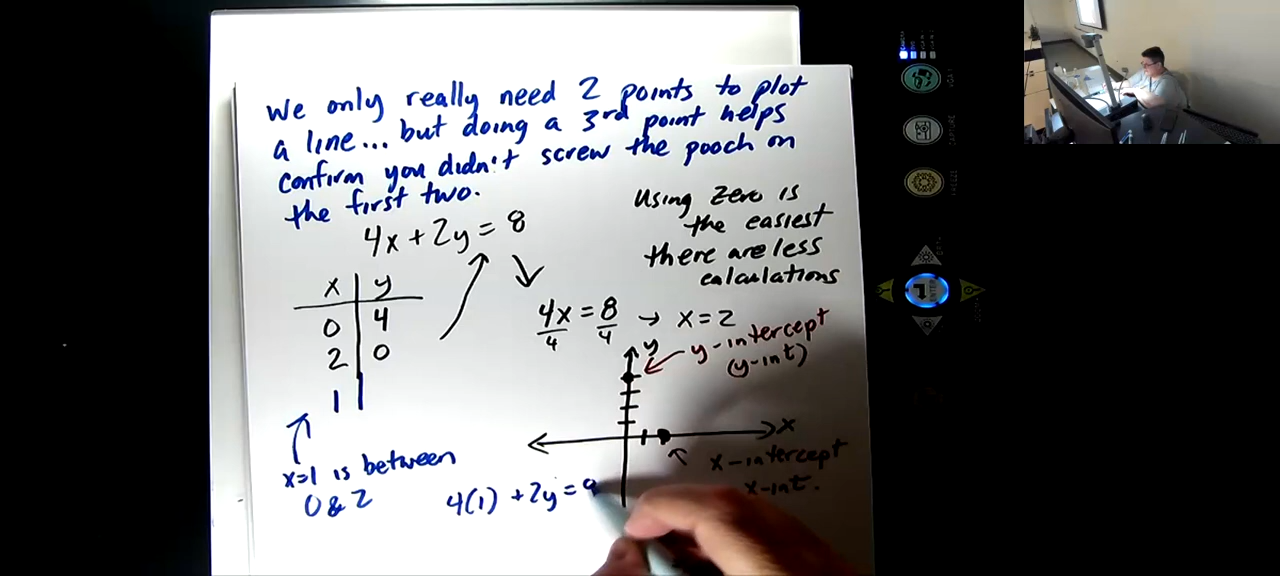 We only really need 2 points to plot
a line... but doing a 3rd point helps
confirm you didn't screw the pooch on
the first two.
Using zero is
the easiest
there are less
calculations
4x + 2y = 8
x y
0 4
2 0
1
4x/4 = 8/4 → x = 2
y
y-intercept
(y-int)
x
x-intercept
x-int.
x=1 is between
0 & 2
4(1) + 2y =